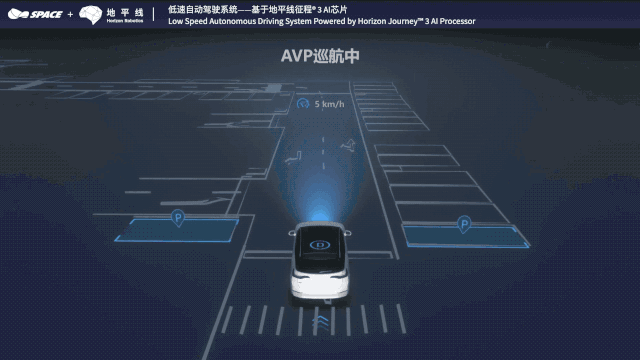 SPACE + 地平线 Horizon Robotics
低速自动驾驶系统——基于地平线征程® 3 AI芯片
Low Speed Autonomous Driving System Powered by Horizon Journey™ 3 AI Processor
AVP巡航中
5 km/h
P
P
D